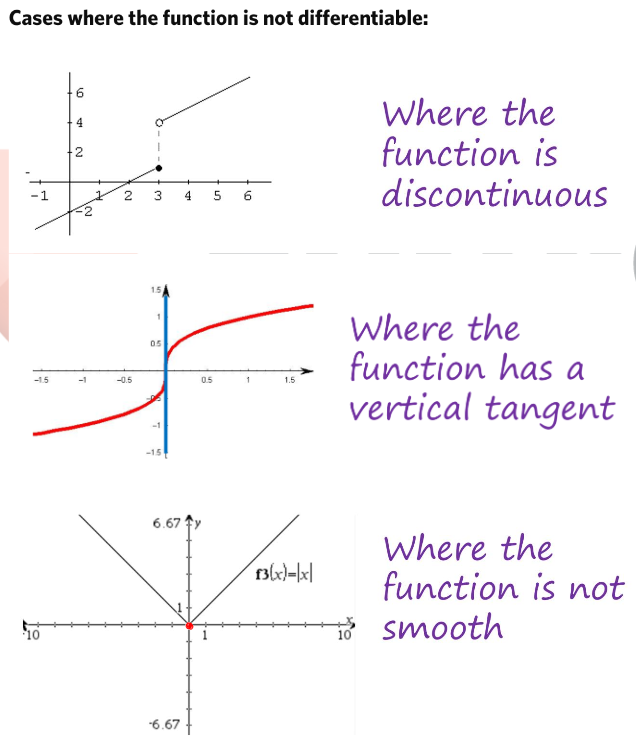 Cases where the function is not differentiable:
6
4
2
-1 1 2 3 4 5 6
-2
Where the
function is
discontinuous
1.5
1
0.5
-1.5 -1 -0.5 0.5 1 1.5
-0.5
-1
-1.5
Where the
function has a
vertical tangent
6.67 y
f3(x)=|x|
1
x
-10 1 10
-6.67
Where the
function is not
smooth